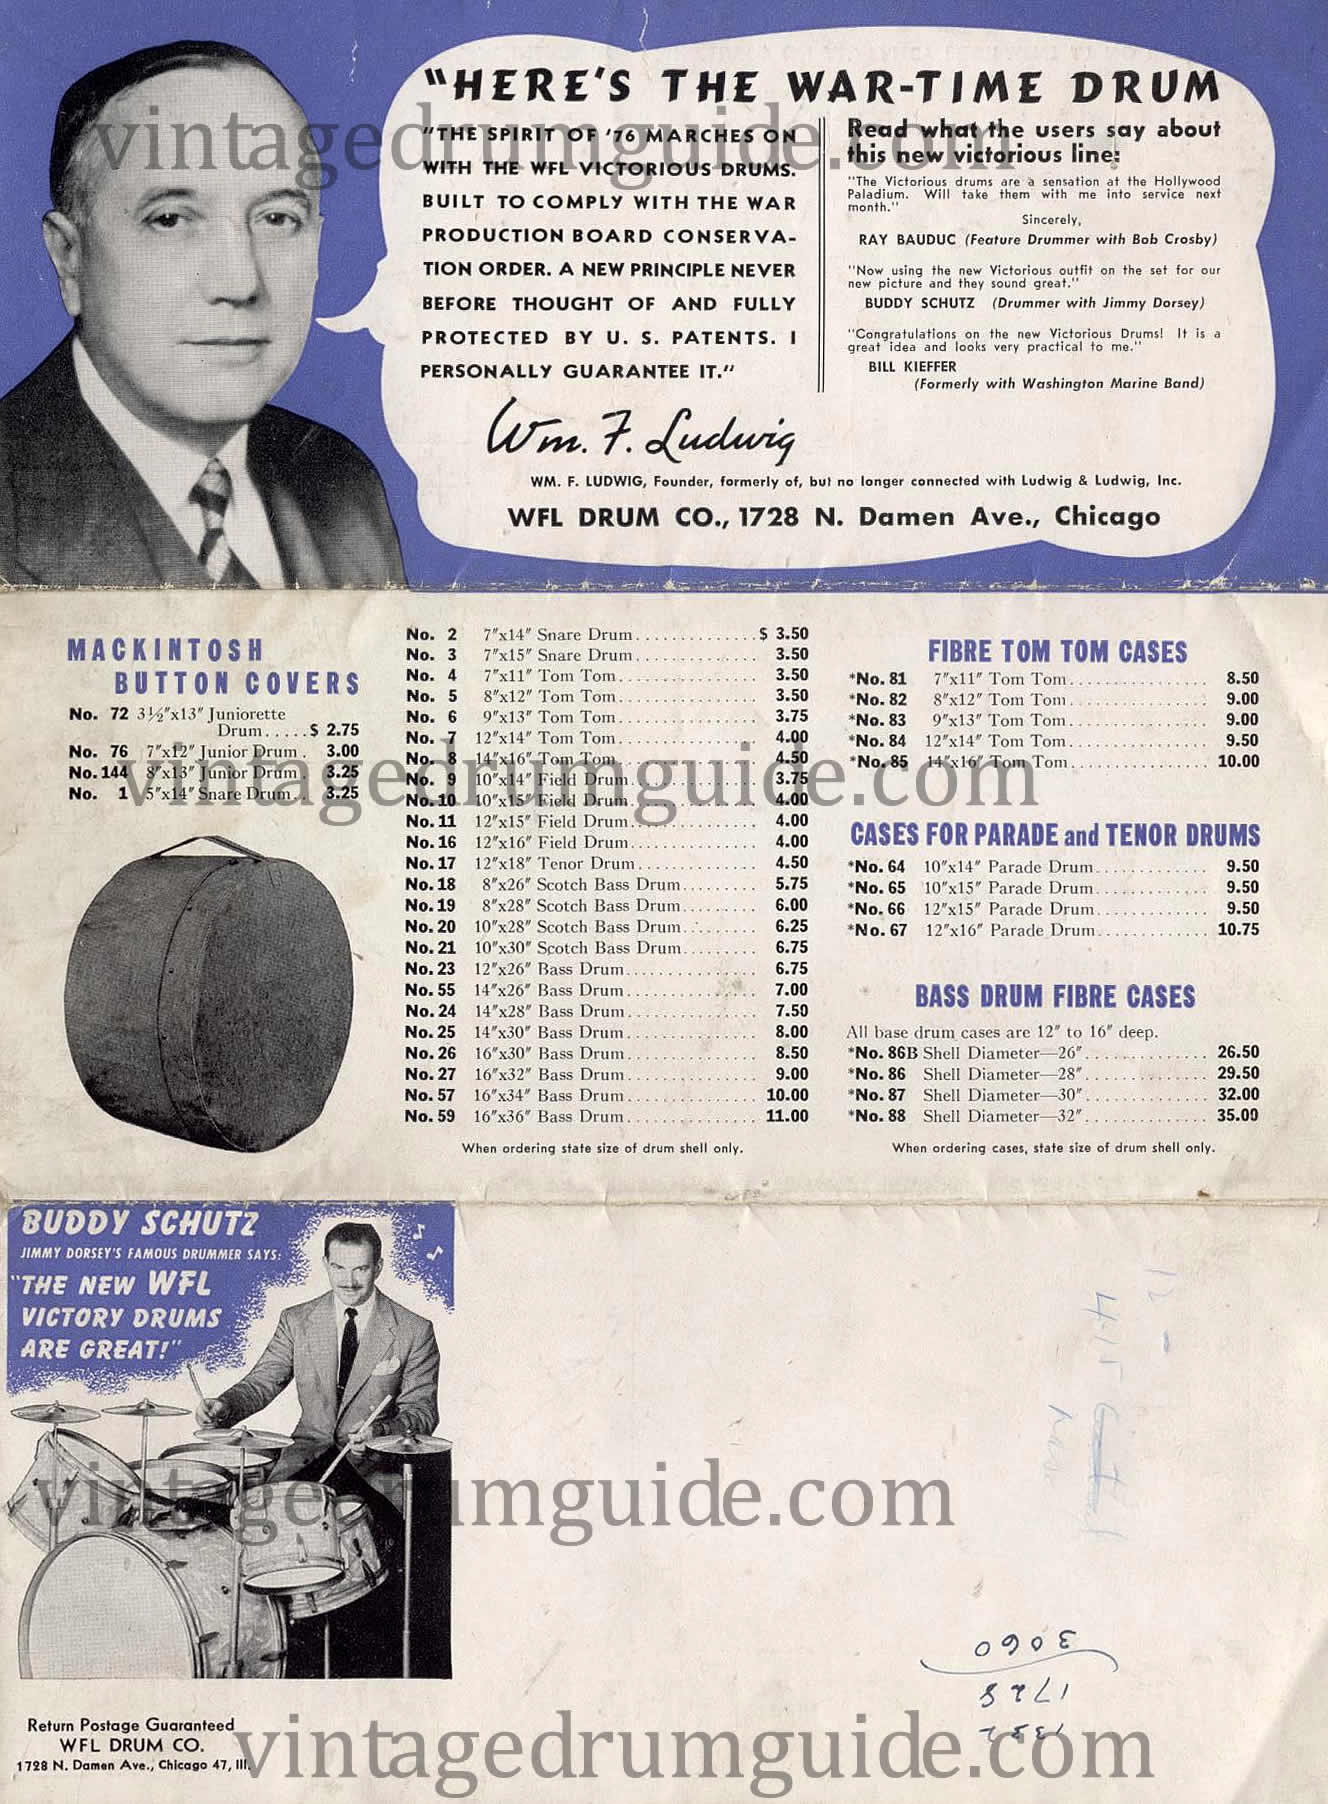 "HERE'S THE WAR-TIME DRUM
"THE SPIRIT OF '76 MARCHES ON
WITH THE WFL VICTORIOUS DRUMS.
BUILT TO COMPLY WITH THE WAR
PRODUCTION BOARD CONSERVA-
TION ORDER. A NEW PRINCIPLE NEVER
BEFORE THOUGHT OF AND FULLY
PROTECTED BY U. S. PATENTS. I
PERSONALLY GUARANTEE IT."
Read what the users say about
this new victorious line:
"The Victorious drums are a sensation at the Hollywood
Paladium. Will take them with me into service next
month."
Sincerely,
RAY BAUDUC (Feature Drummer with Bob Crosby)
"Now using the new Victorious outfit on the set for our
new picture and they sound great."
BUDDY SCHUTZ (Drummer with Jimmy Dorsey)
"Congratulations on the new Victorious Drums! It is a
great idea and looks very practical to me."
BILL KIEFFER
(Formerly with Washington Marine Band)
Wm. F. Ludwig
WM. F. LUDWIG, Founder, formerly of, but no longer connected with Ludwig & Ludwig, Inc.
WFL DRUM CO., 1728 N. Damen Ave., Chicago
vintagedrumguide.com
MACKINTOSH
BUTTON COVERS
No. 72 3½"x13" Juniorette
Drum.....$ 2.75
No. 76 7"x12" Junior Drum . 3.00
No. 144 8"x13" Junior Drum . 3.25
No. 1 5"x14" Snare Drum . . 3.25
No. 2 7"x14" Snare Drum..............$ 3.50
No. 3 7"x15" Snare Drum.............. 3.50
No. 4 7"x11" Tom Tom.............. 3.50
No. 5 8"x12" Tom Tom.............. 3.50
No. 6 9"x13" Tom Tom.............. 3.75
No. 7 12"x14" Tom Tom.............. 4.00
No. 8 14"x16" Tom Tom.............. 4.50
No. 9 10"x14" Field Drum.............. 3.75
No. 10 10"x15" Field Drum.............. 4.00
No. 11 12"x15" Field Drum.............. 4.00
No. 16 12"x16" Field Drum.............. 4.00
No. 17 12"x18" Tenor Drum.............. 4.50
No. 18 8"x26" Scotch Bass Drum......... 5.75
No. 19 8"x28" Scotch Bass Drum......... 6.00
No. 20 10"x28" Scotch Bass Drum......... 6.25
No. 21 10"x30" Scotch Bass Drum......... 6.75
No. 23 12"x26" Bass Drum.............. 6.75
No. 55 14"x26" Bass Drum.............. 7.00
No. 24 14"x28" Bass Drum.............. 7.50
No. 25 14"x30" Bass Drum.............. 8.00
No. 26 16"x30" Bass Drum.............. 8.50
No. 27 16"x32" Bass Drum.............. 9.00
No. 57 16"x34" Bass Drum.............. 10.00
No. 59 16"x36" Bass Drum.............. 11.00
When ordering state size of drum shell only.
FIBRE TOM TOM CASES
*No. 81 7"x11" Tom Tom................ 8.50
*No. 82 8"x12" Tom Tom................ 9.00
*No. 83 9"x13" Tom Tom................ 9.00
*No. 84 12"x14" Tom Tom................ 9.50
*No. 85 14"x16" Tom Tom................ 10.00
CASES FOR PARADE and TENOR DRUMS
*No. 64 10"x14" Parade Drum............. 9.50
*No. 65 10"x15" Parade Drum............. 9.50
*No. 66 12"x15" Parade Drum............. 9.50
*No. 67 12"x16" Parade Drum............. 10.75
BASS DRUM FIBRE CASES
All base drum cases are 12" to 16" deep.
*No. 86B Shell Diameter—26".............. 26.50
*No. 86 Shell Diameter—28".............. 29.50
*No. 87 Shell Diameter—30".............. 32.00
*No. 88 Shell Diameter—32".............. 35.00
When ordering cases, state size of drum shell only.
vintagedrumguide.com
BUDDY SCHUTZ
JIMMY DORSEY'S FAMOUS DRUMMER SAYS:
"THE NEW WFL
VICTORY DRUMS
ARE GREAT!"
vintagedrumguide.com
1332
1728
3060
Return Postage Guaranteed
WFL DRUM CO.
1728 N. Damen Ave., Chicago 47, Ill.
vintagedrumguide.com